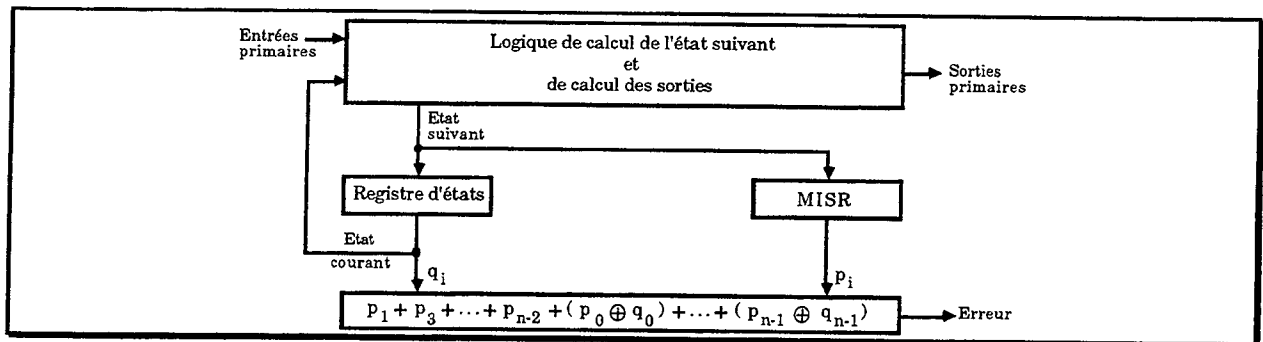 Entrées
primaires
Logique de calcul de l'état suivant
et
de calcul des sorties
Sorties
primaires
Etat
suivant
Registre d'états
MISR
Etat
courant
q_i
p_i
p_1 + p_3 + ... + p_{n-2} + ( p_0 ⊕ q_0 ) + ... + ( p_{n-1} ⊕ q_{n-1} )
Erreur